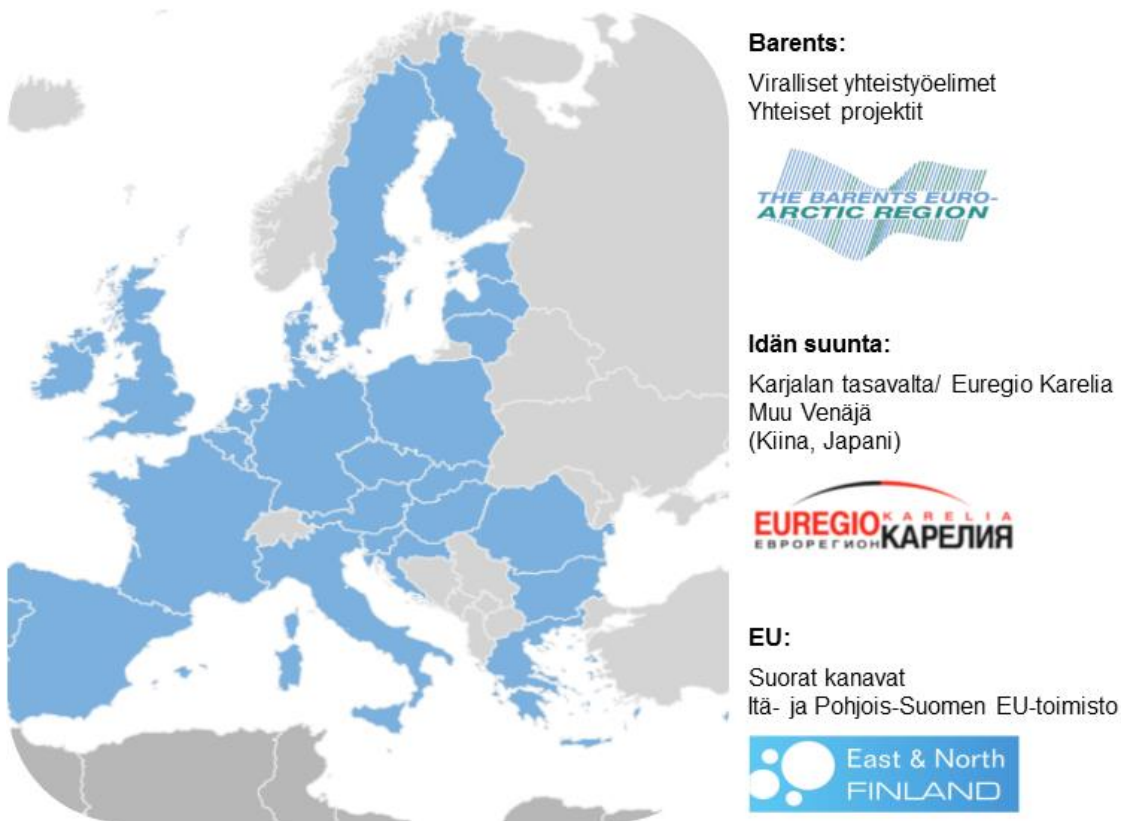 Barents:
Viralliset yhteistyöelimet
Yhteiset projektit
THE BARENTS EURO-
ARCTIC REGION
Idän suunta:
Karjalan tasavalta/ Euregio Karelia
Muu Venäjä
(Kiina, Japani)
EUREGIO KARELIA
ЕВРОРЕГИОН КАРЕЛИЯ
EU:
Suorat kanavat
Itä- ja Pohjois-Suomen EU-toimisto
East & North
FINLAND